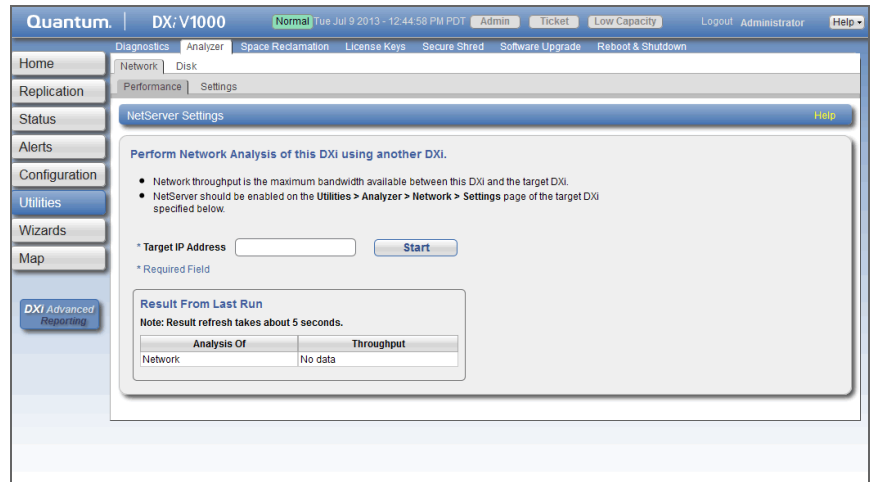 Quantum. DXi V1000 Normal Tue Jul 9 2013 - 12:44:58 PM PDT Admin Ticket Low Capacity Logout Administrator Help
Diagnostics Analyzer Space Reclamation License Keys Secure Shred Software Upgrade Reboot & Shutdown
Home
Replication
Status
Alerts
Configuration
Utilities
Wizards
Map
DXi Advanced
Reporting
Network Disk
Performance Settings
NetServer Settings Help
Perform Network Analysis of this DXi using another DXi.
• Network throughput is the maximum bandwidth available between this DXi and the target DXi.
• NetServer should be enabled on the Utilities > Analyzer > Network > Settings page of the target DXi
specified below.
* Target IP Address Start
* Required Field
Result From Last Run
Note: Result refresh takes about 5 seconds.
Analysis Of Throughput
Network No data